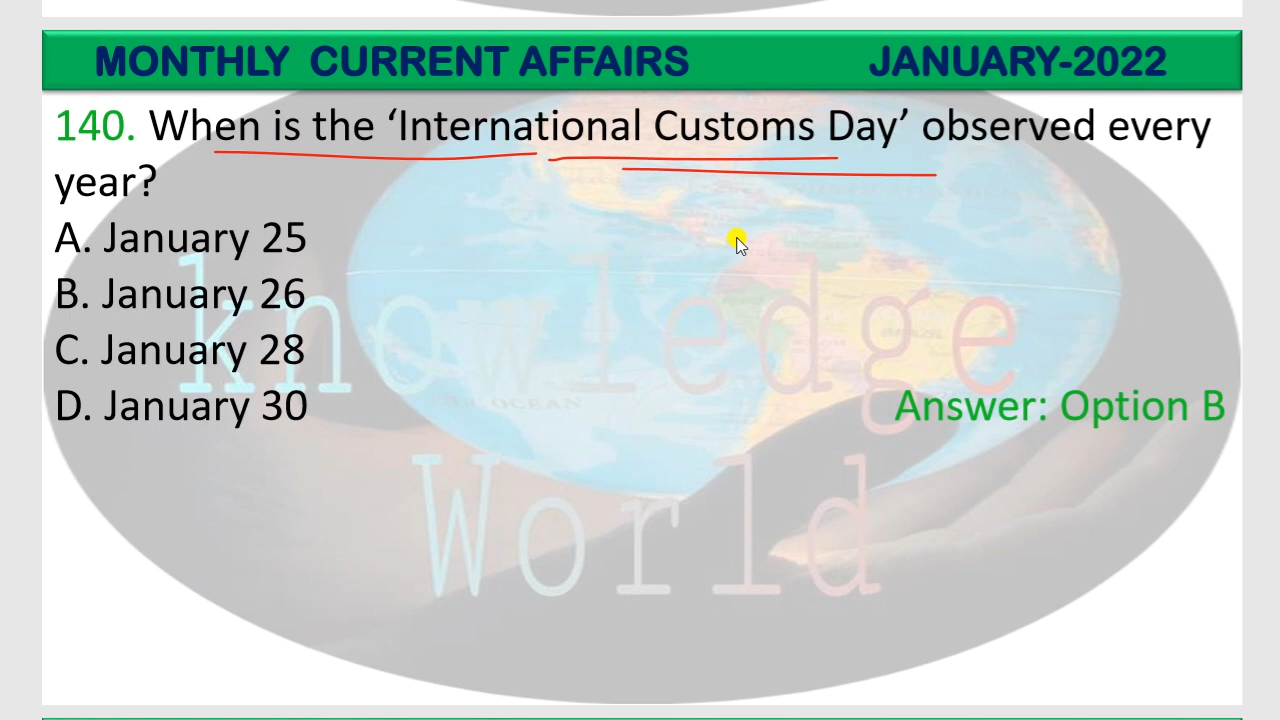 MONTHLY CURRENT AFFAIRS JANUARY-2022
140. When is the ‘International Customs Day’ observed every
year?
A. January 25
B. January 26
C. January 28
D. January 30 Answer: Option B
knowledge
World
OCEAN